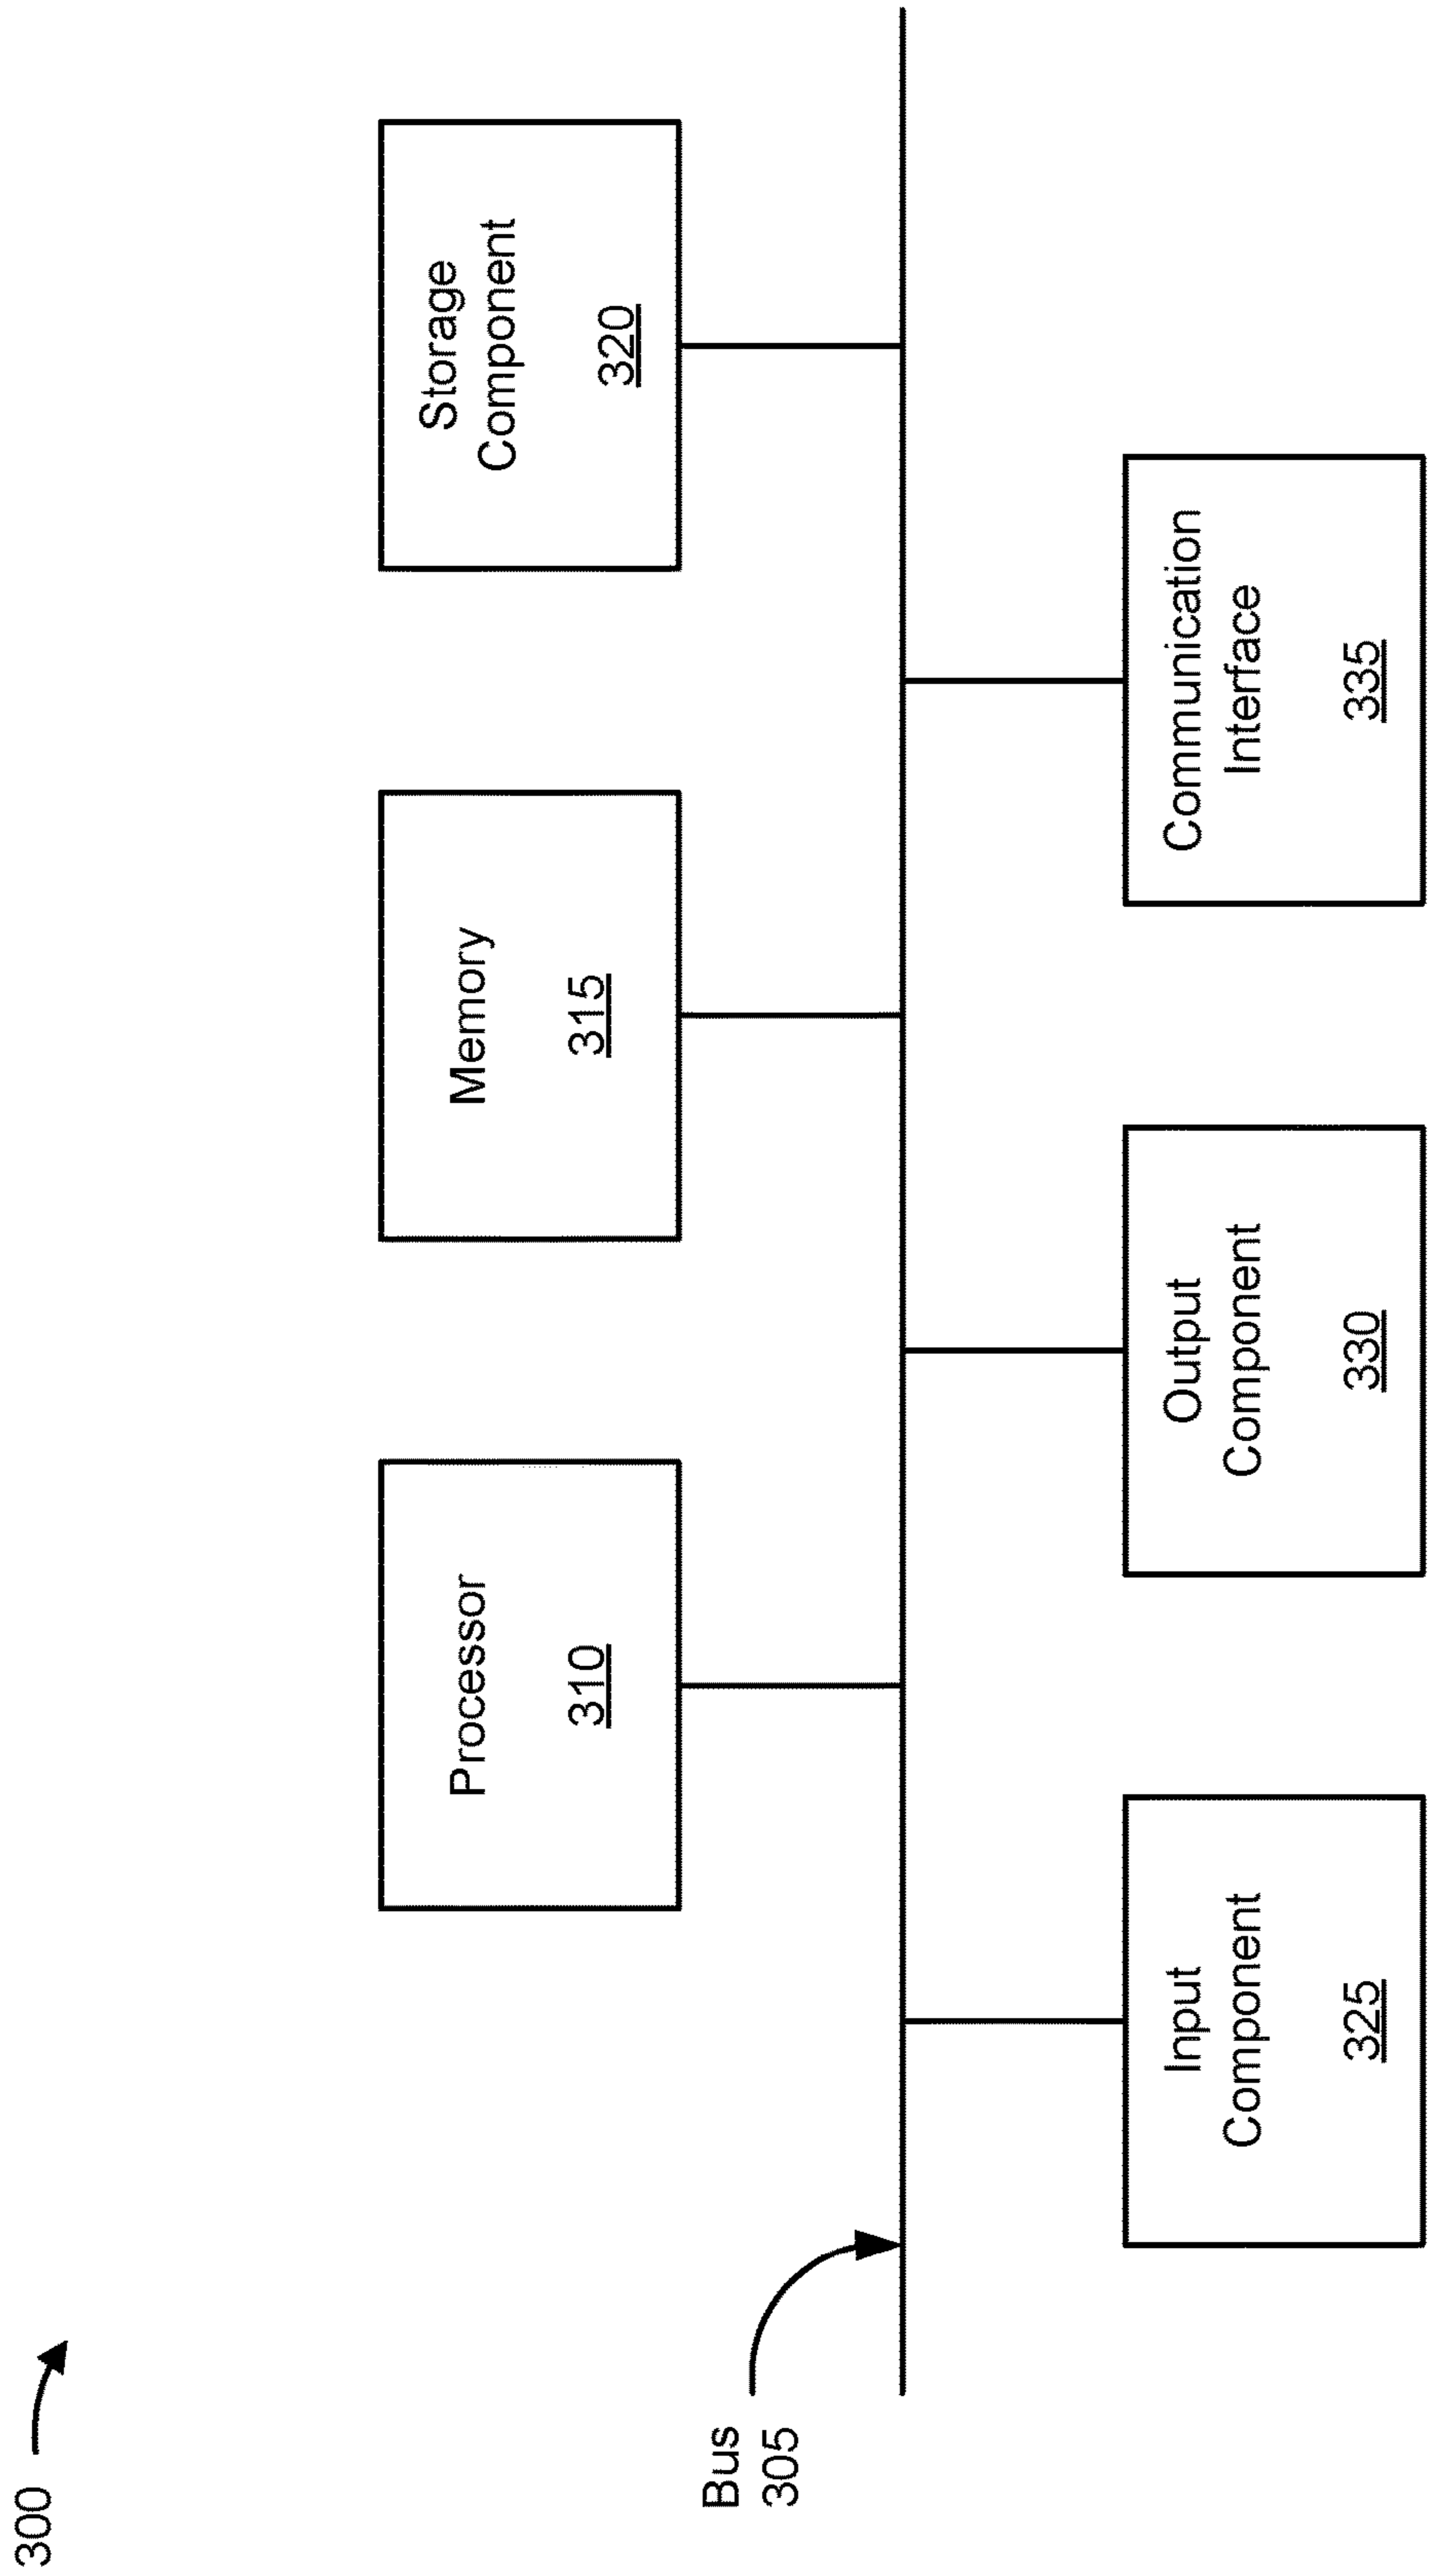 300
Processor
310
Memory
315
Storage
Component
320
Bus
305
Input
Component
325
Output
Component
330
Communication
Interface
335